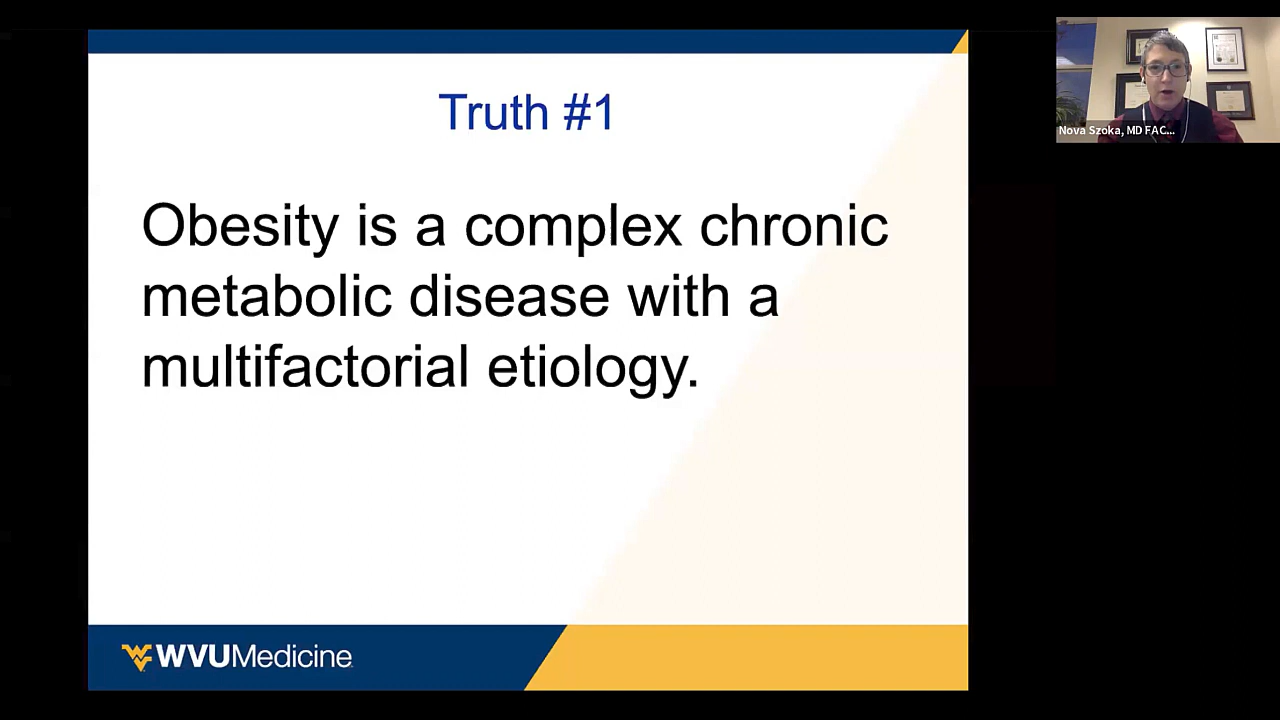 Truth #1
Obesity is a complex chronic
metabolic disease with a
multifactorial etiology.
WVUMedicine
Nova Szoka, MD FAC...